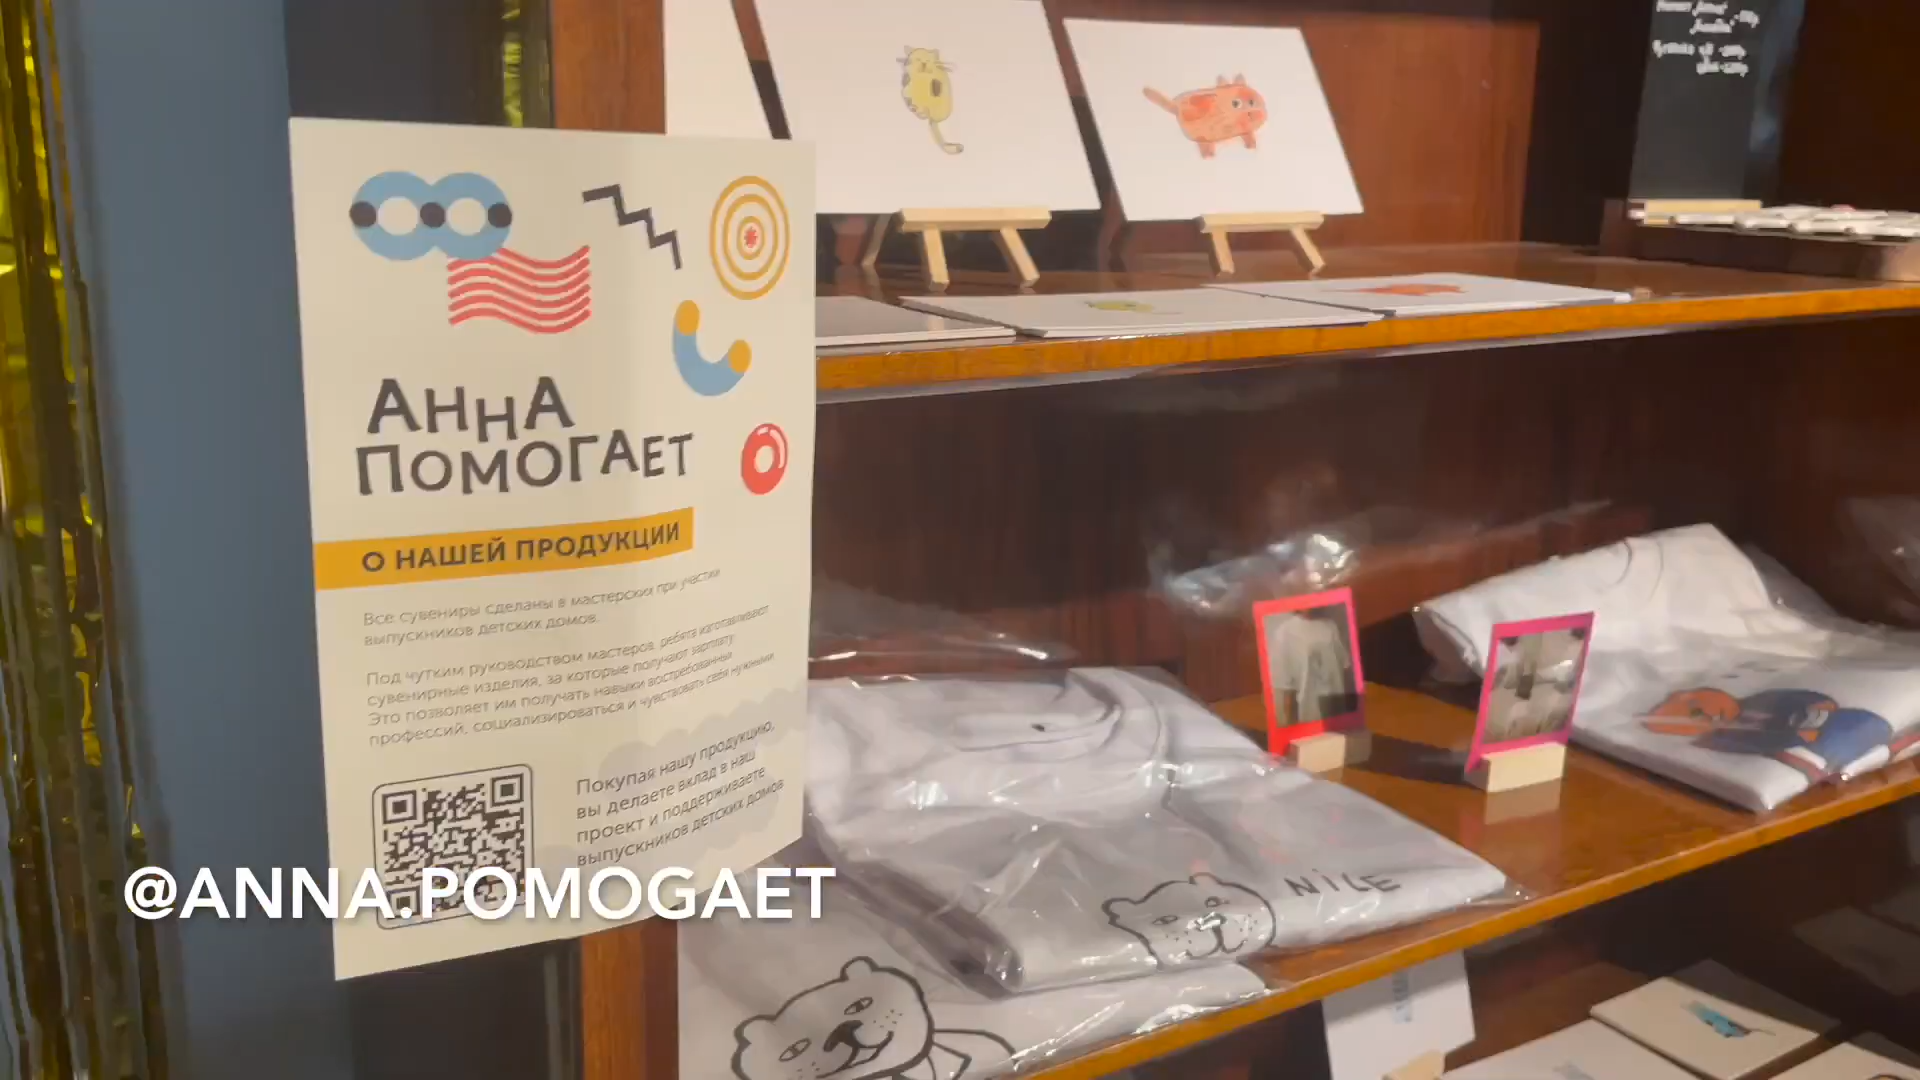 АННА
ПОМОГАЕТ
О НАШЕЙ ПРОДУКЦИИ
Все сувениры сделаны в мастерских при участии
выпускников детских домов.
Под чутким руководством мастеров, ребята изготавливают
сувенирные изделия, за которые получают зарплату.
Это позволяет им получать навыки востребованных
профессий, социализироваться и чувствовать себя нужными
Покупая нашу продукцию,
вы делаете вклад в наш
проект и поддерживаете
выпускников детских домов
@ANNA.POMOGAET
NiCE